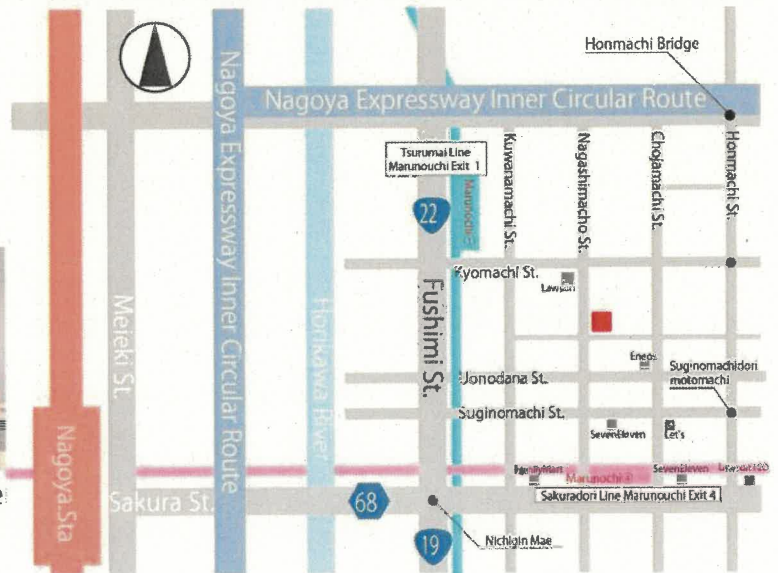 Honmachi Bridge
Nagoya Expressway Inner Circular Route
Tsurumai Line
Marunouchi Exit 1
22
Kuwanamachi St.
Nagashimacho St.
Chojamachi St.
Honmachi St.
Nagoya Expressway Inner Circular Route
Kyomachi St.
Lawson
Meieki St.
Horikawa River
Fushimi St.
Eneos
Suginomachidori
motomachi
Jonodana St.
Suginomachi St.
SevenEleven
Let's
FamilyMart
SevenEleven
Nagoya.Sta
Sakura St.
68
Sakuradori Line Marunouchi Exit 4
19
Nichigin Mae